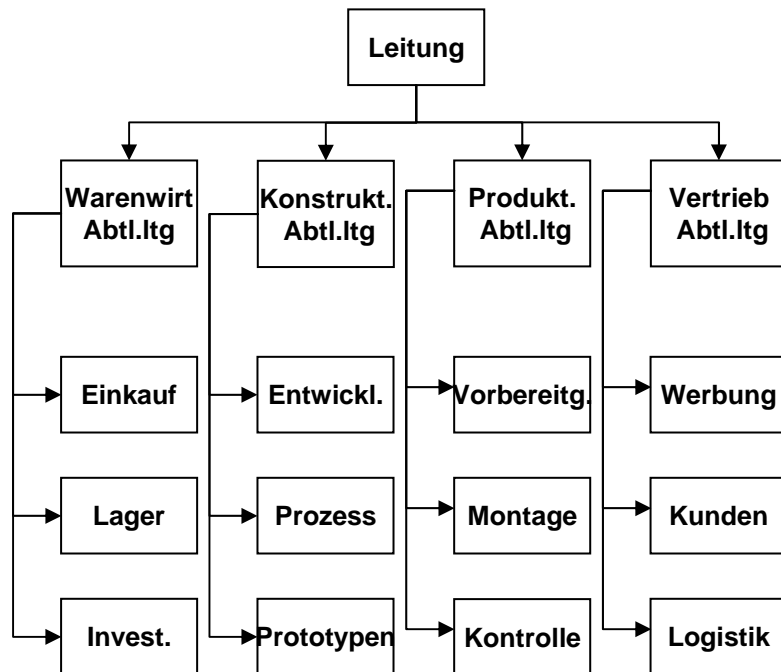 Leitung
Warenwirt
Abtl.ltg
Konstrukt.
Abtl.ltg
Produkt.
Abtl.ltg
Vertrieb
Abtl.ltg
Einkauf
Entwickl.
Vorbereitg.
Werbung
Lager
Prozess
Montage
Kunden
Invest.
Prototypen
Kontrolle
Logistik